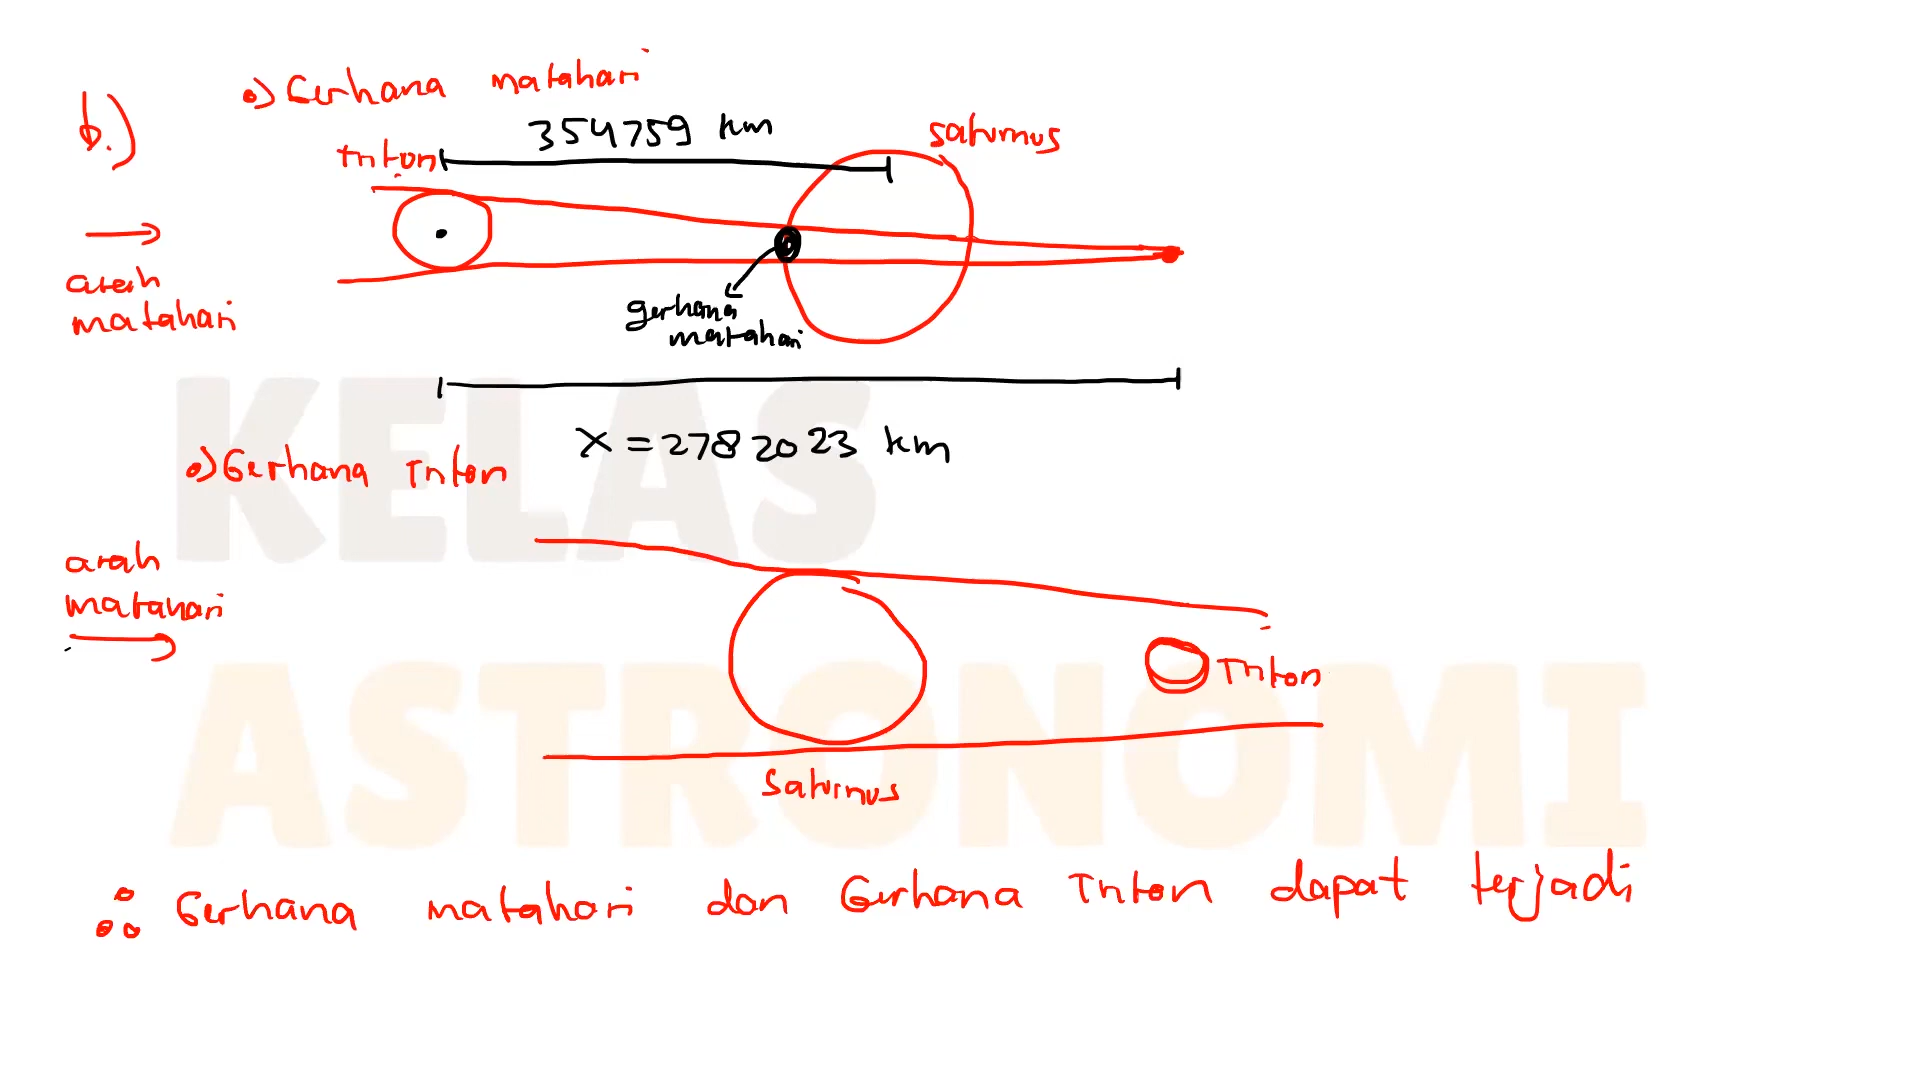 b.)
•) Gerhana matahari
354759 km
Triton
Saturnus
arah
matahari
gerhana
matahari
X = 2782023 km
•) Gerhana Triton
arah
matahari
Triton
Saturnus
∴ Gerhana matahari dan Gerhana Triton dapat terjadi
KELAS
ASTRONOMI